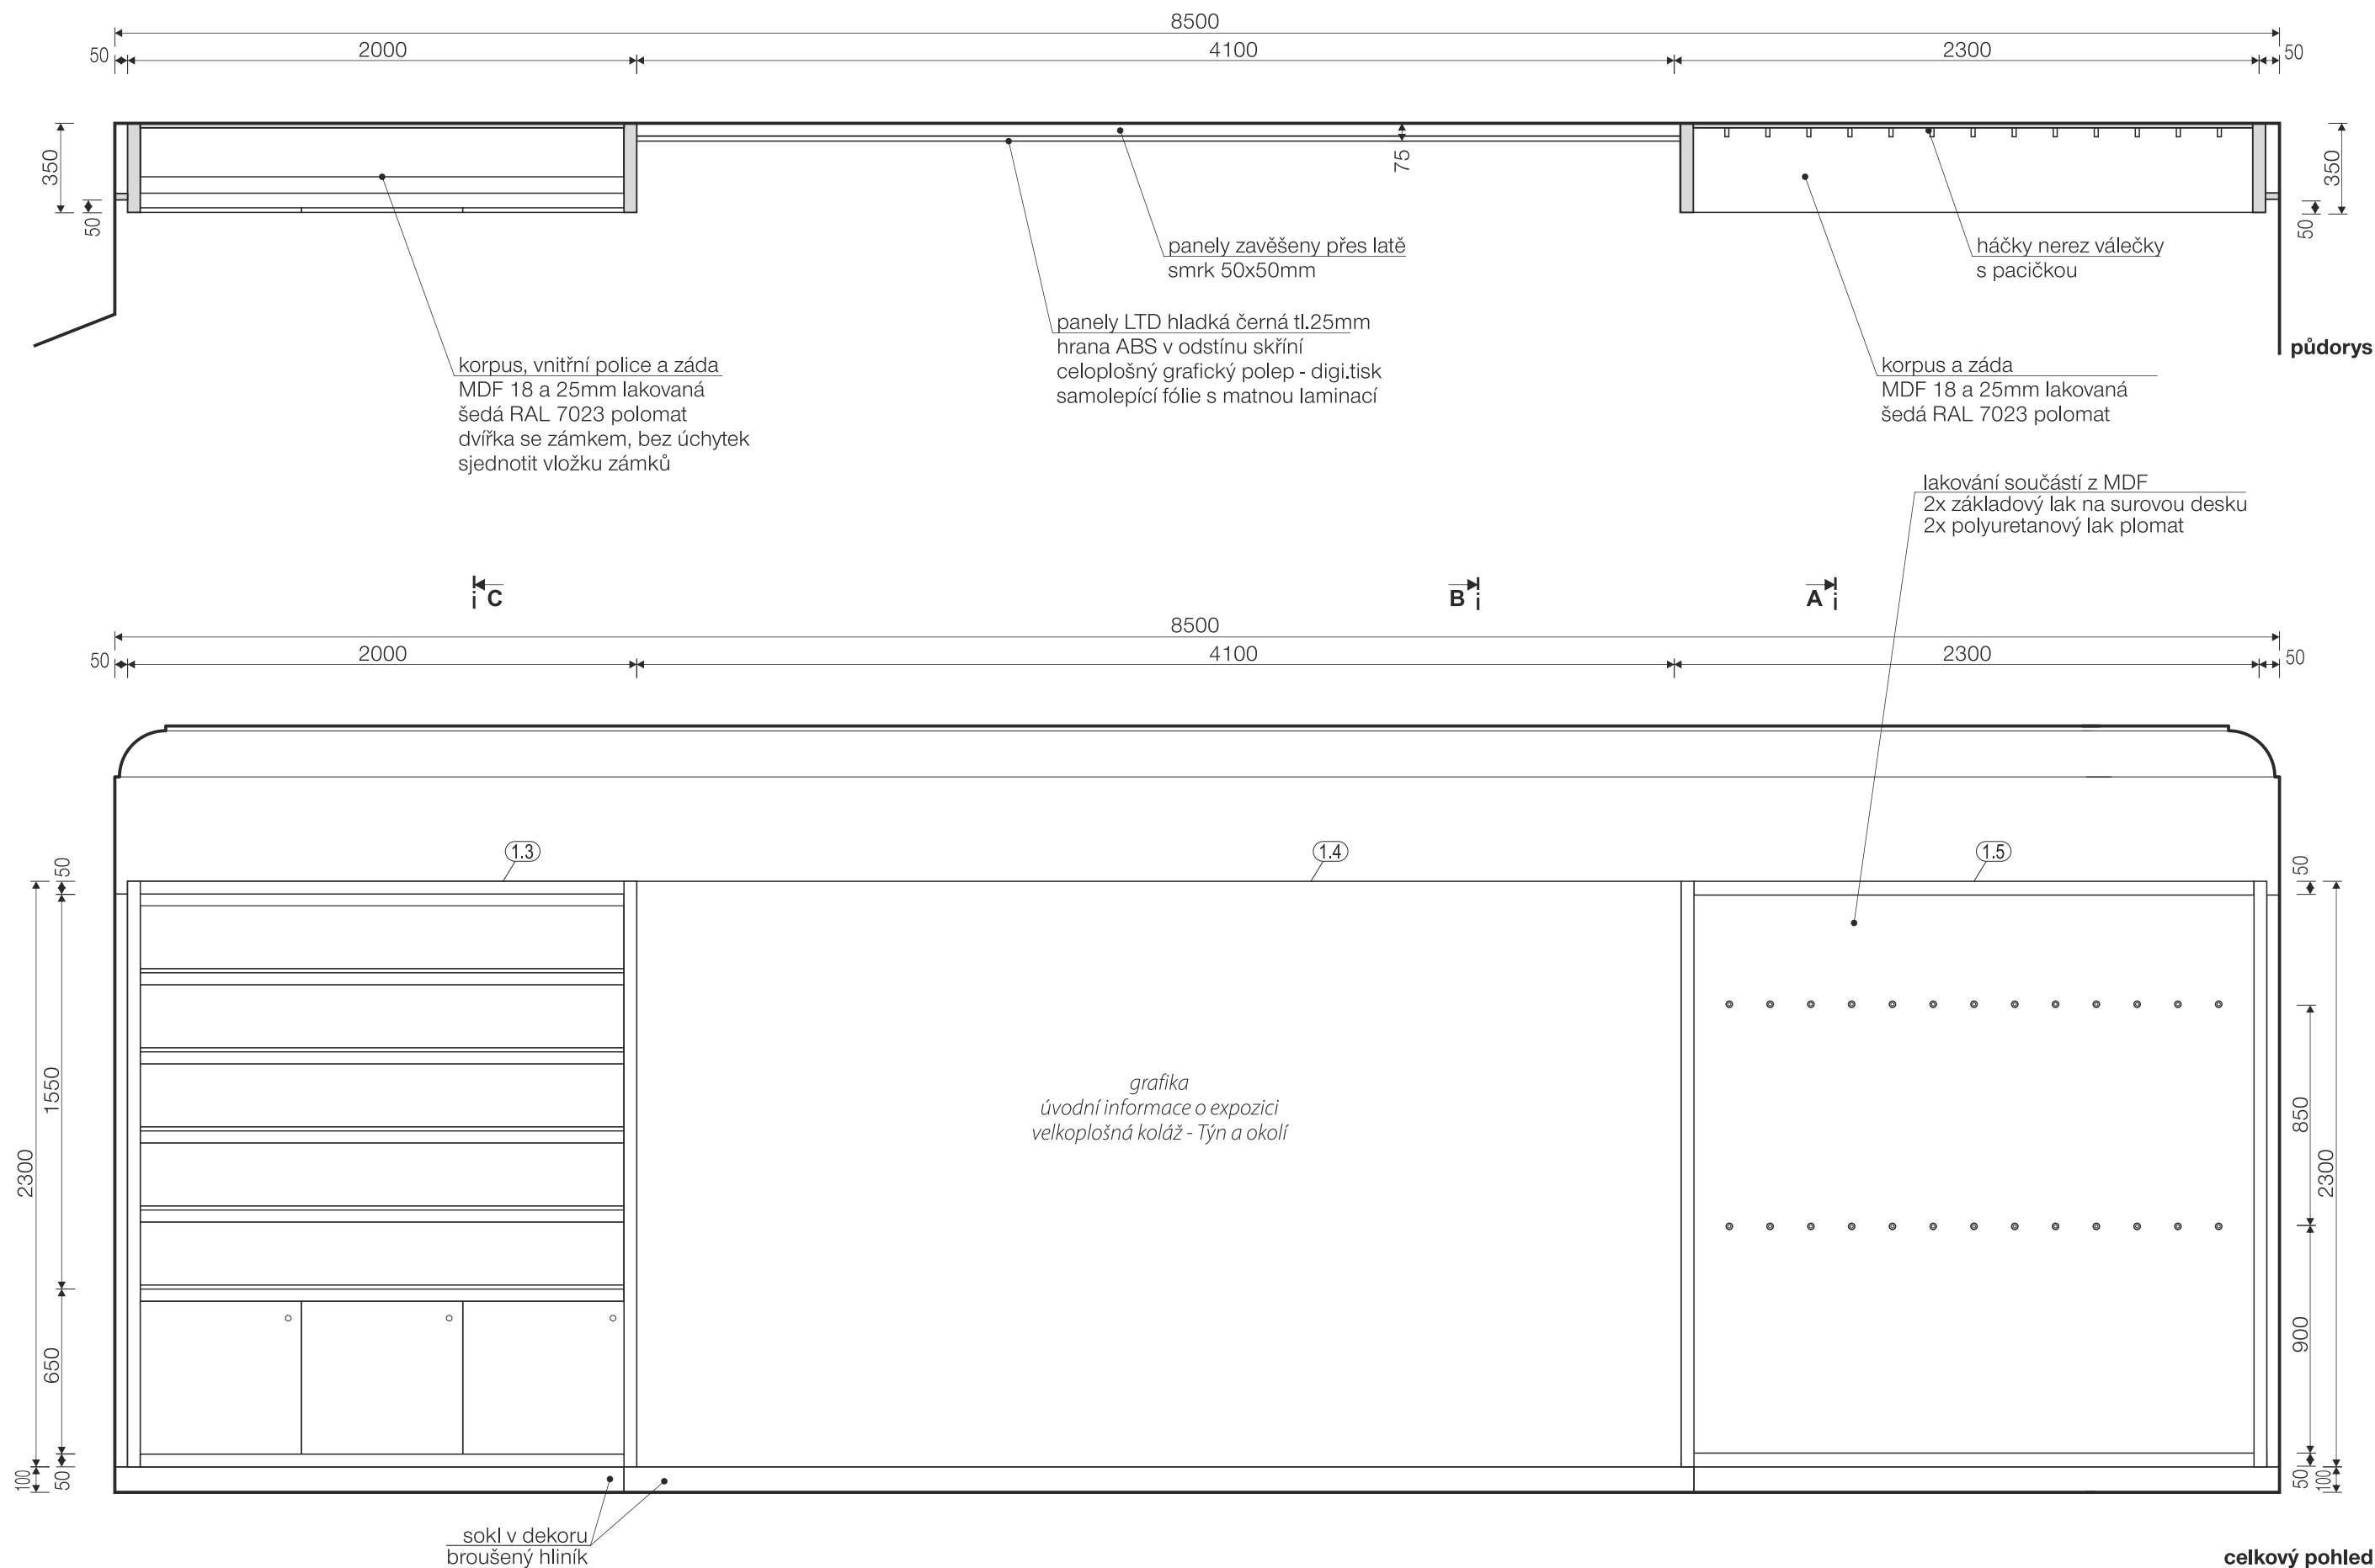 8500
50
2000
4100
2300
50
350
50
75
350
50
panely zavěšeny přes latě
smrk 50x50mm
háčky nerez válečky
s pacičkou
panely LTD hladká černá tl.25mm
hrana ABS v odstínu skříní
celoplošný grafický polep - digi.tisk
samolepící fólie s matnou laminací
půdorys
korpus, vnitřní police a záda
MDF 18 a 25mm lakovaná
šedá RAL 7023 polomat
dvířka se zámkem, bez úchytek
sjednotit vložku zámků
korpus a záda
MDF 18 a 25mm lakovaná
šedá RAL 7023 polomat
lakování součástí z MDF
2x základový lak na surovou desku
2x polyuretanový lak plomat
C
B
A
8500
50
2000
4100
2300
50
1.3
1.4
1.5
50
1550
2300
650
50
100
grafika
úvodní informace o expozici
velkoplošná koláž - Týn a okolí
50
850
2300
900
50
100
sokl v dekoru
broušený hliník
celkový pohled